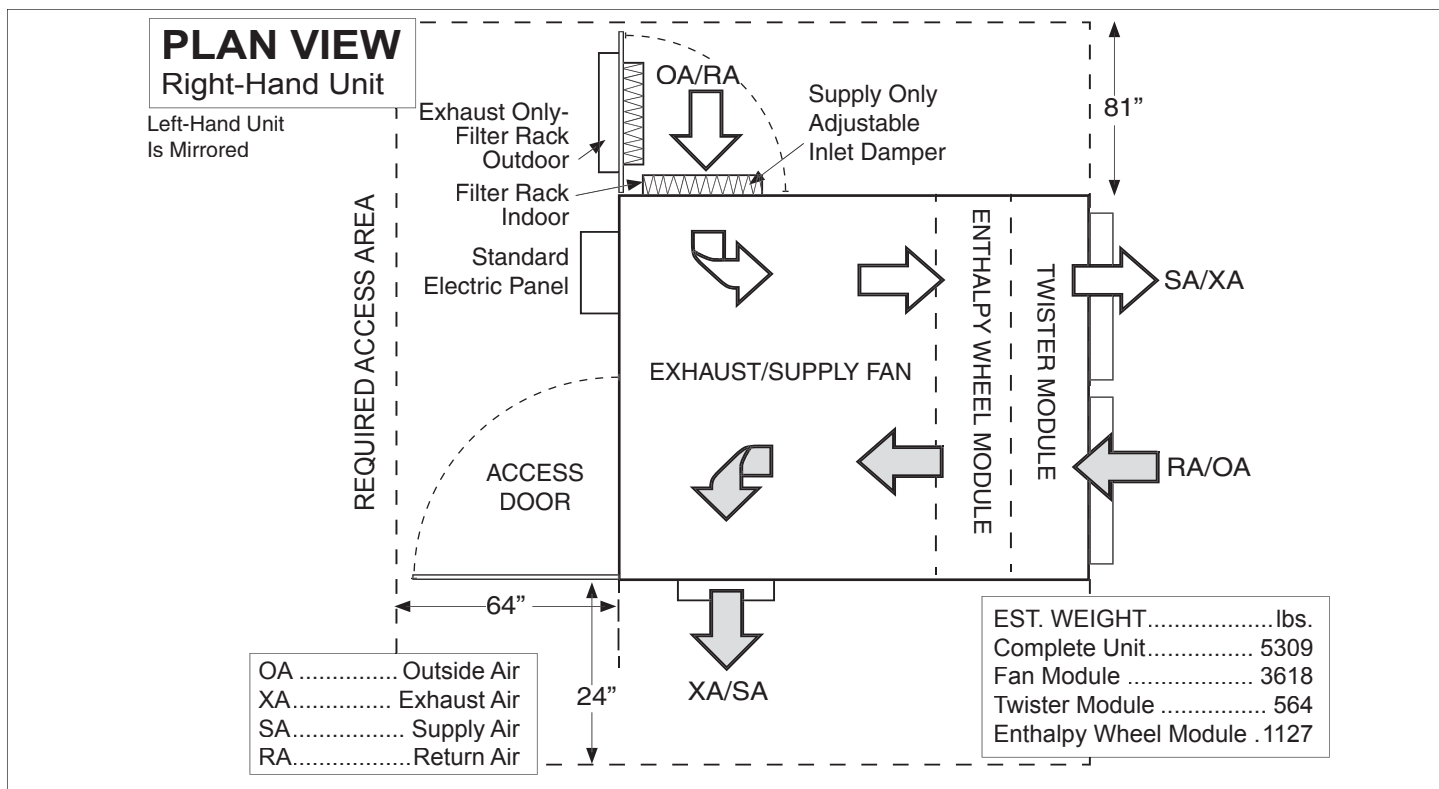 PLAN VIEW
Right-Hand Unit
Left-Hand Unit
Is Mirrored
Exhaust Only-
Filter Rack
Outdoor
Filter Rack
Indoor
OA/RA
Supply Only
Adjustable
Inlet Damper
81”
REQUIRED ACCESS AREA
Standard
Electric Panel
ENTHALPY WHEEL MODULE
TWISTER MODULE
SA/XA
EXHAUST/SUPPLY FAN
ACCESS
DOOR
RA/OA
64”
24”
XA/SA
OA ............... Outside Air
XA................ Exhaust Air
SA ................. Supply Air
RA..................Return Air
EST. WEIGHT...................lbs.
Complete Unit................ 5309
Fan Module ................... 3618
Twister Module ................ 564
Enthalpy Wheel Module .1127